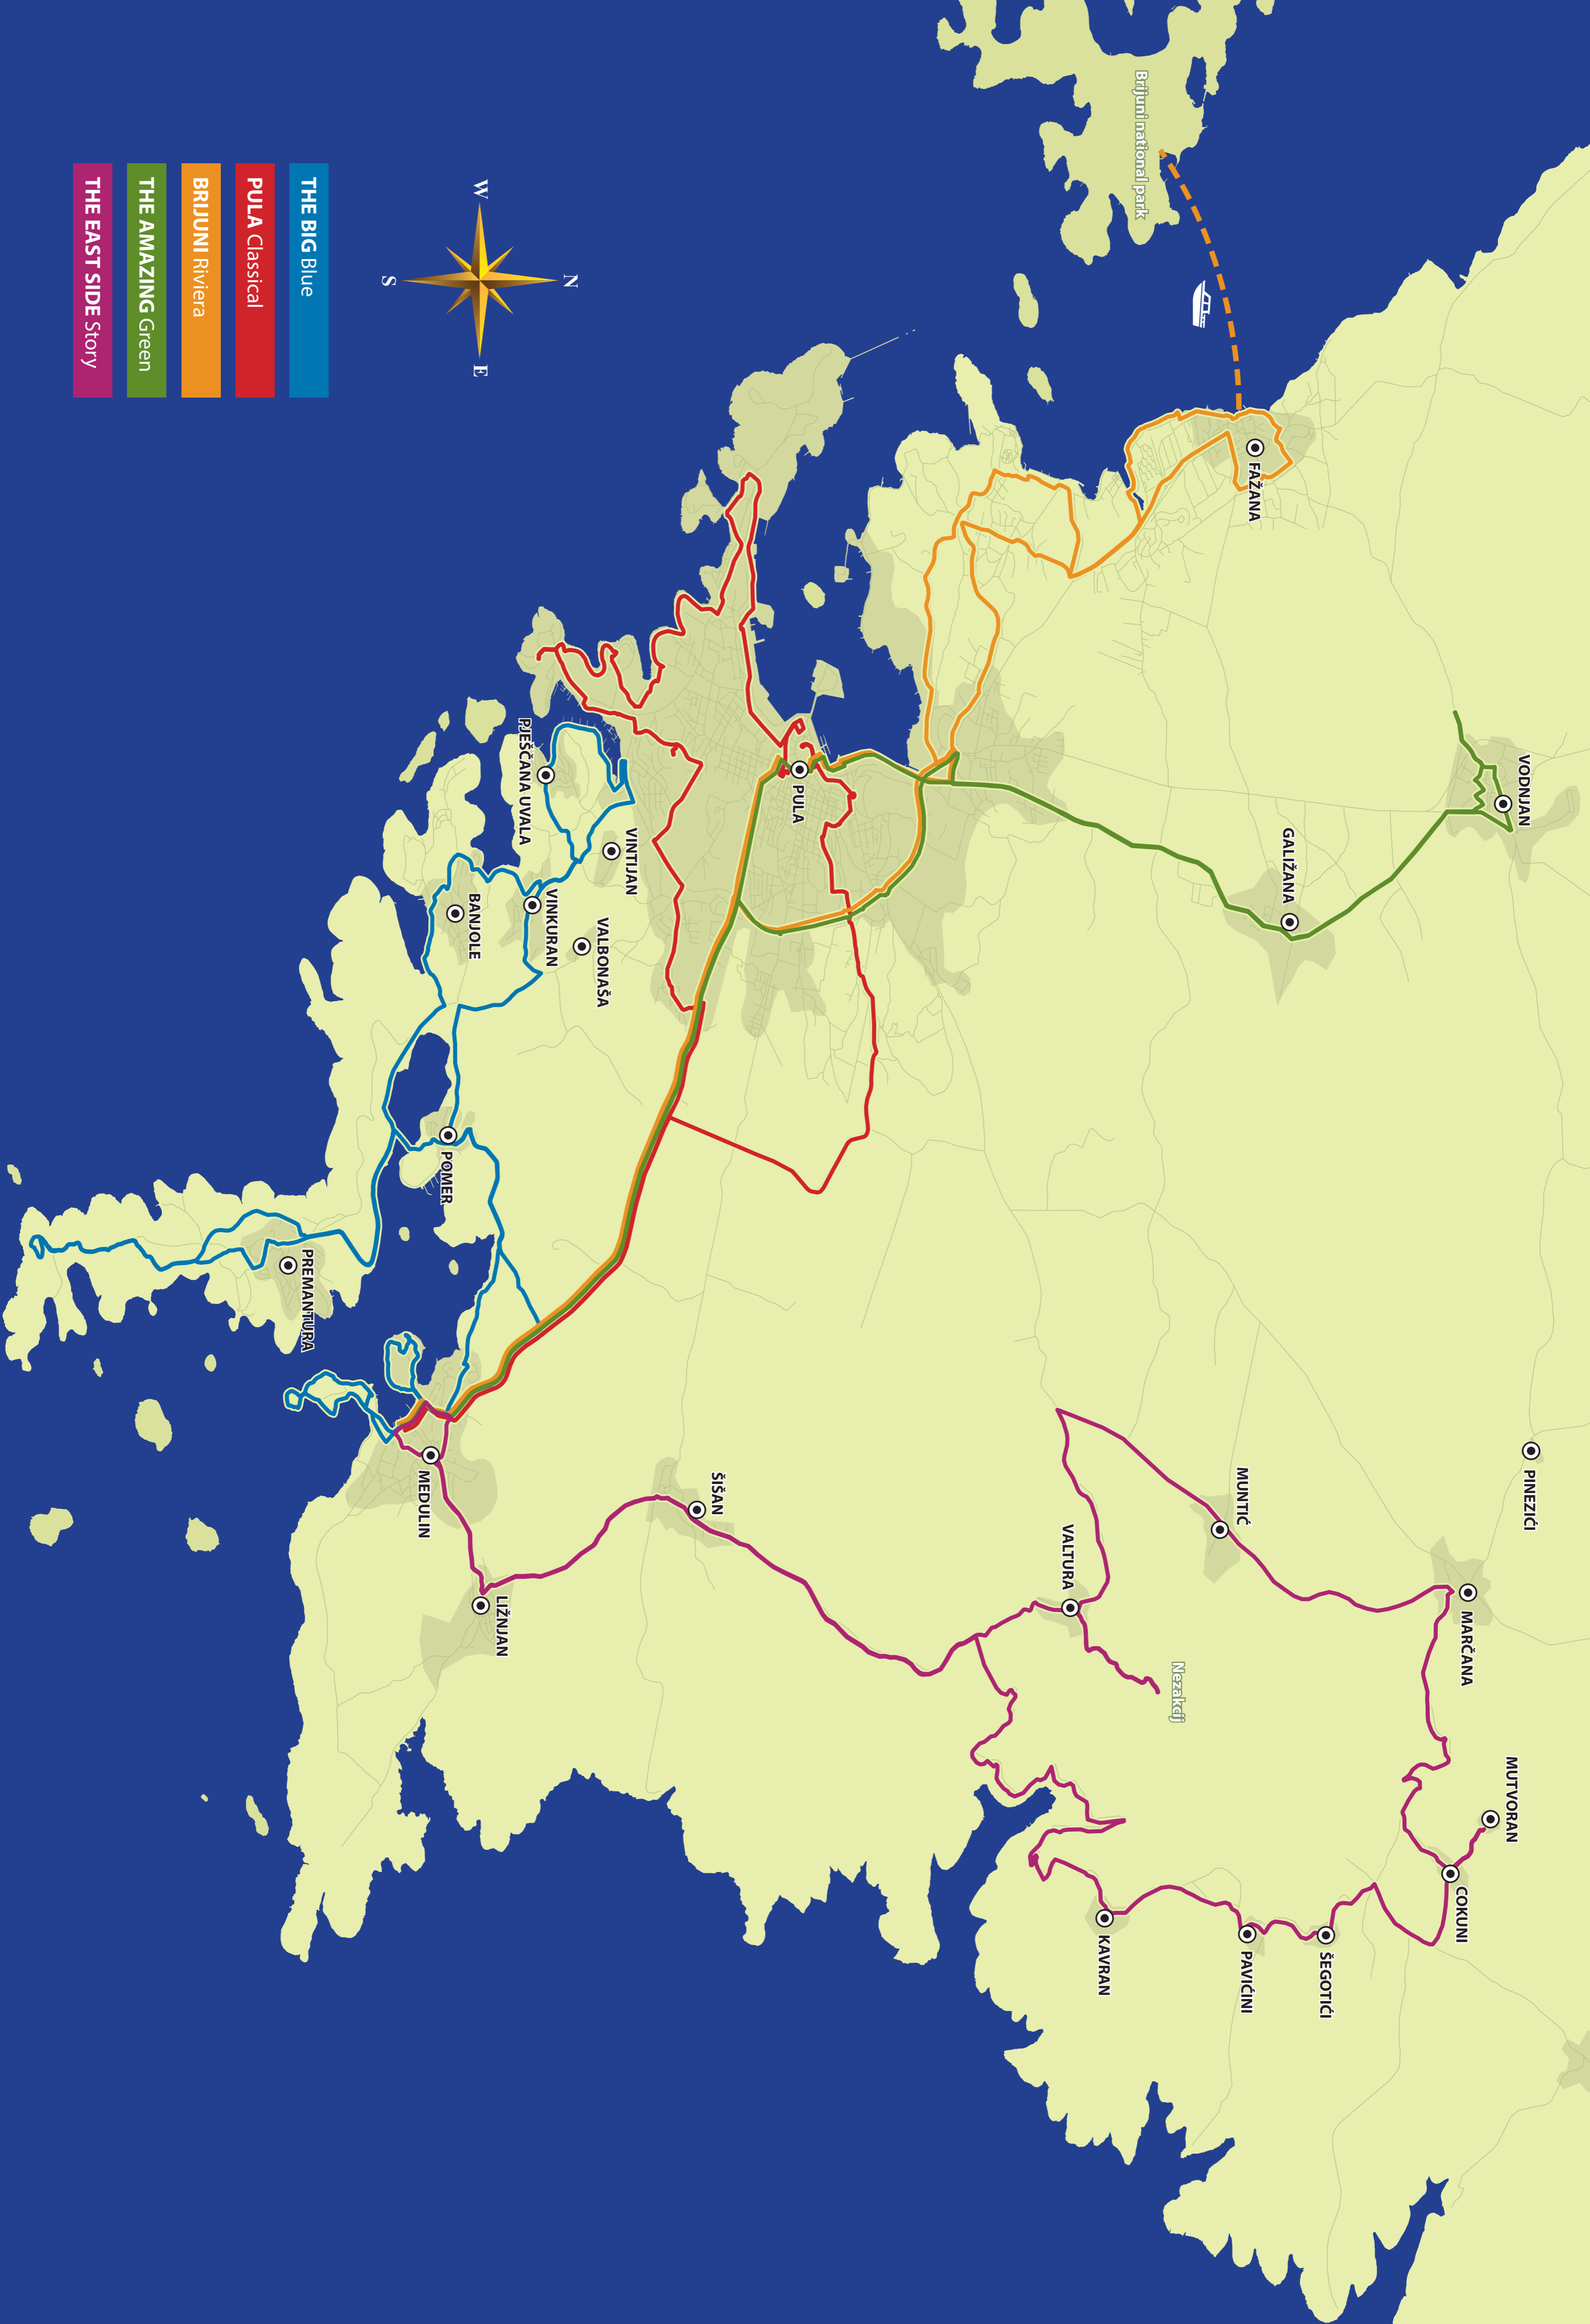 VODNJAN
PINEZIĆI
MARČANA
MUTVORAN
COKUNI
FAŽANA
GALIŽANA
MUNTIĆ
ŠEGOTIĆI
PAVIĆINI
Brijuni national park
Nezakcij
VALTURA
KAVRAN
PULA
ŠIŠAN
VINTIJAN
VALBONAŠA
PJEŠČANA UVALA
VINKURAN
BANJOLE
POMER
LIŽNJAN
MEDULIN
PREMANTURA
N
W
E
S
THE BIG Blue
PULA Classical
BRIJUNI Riviera
THE AMAZING Green
THE EAST SIDE Story